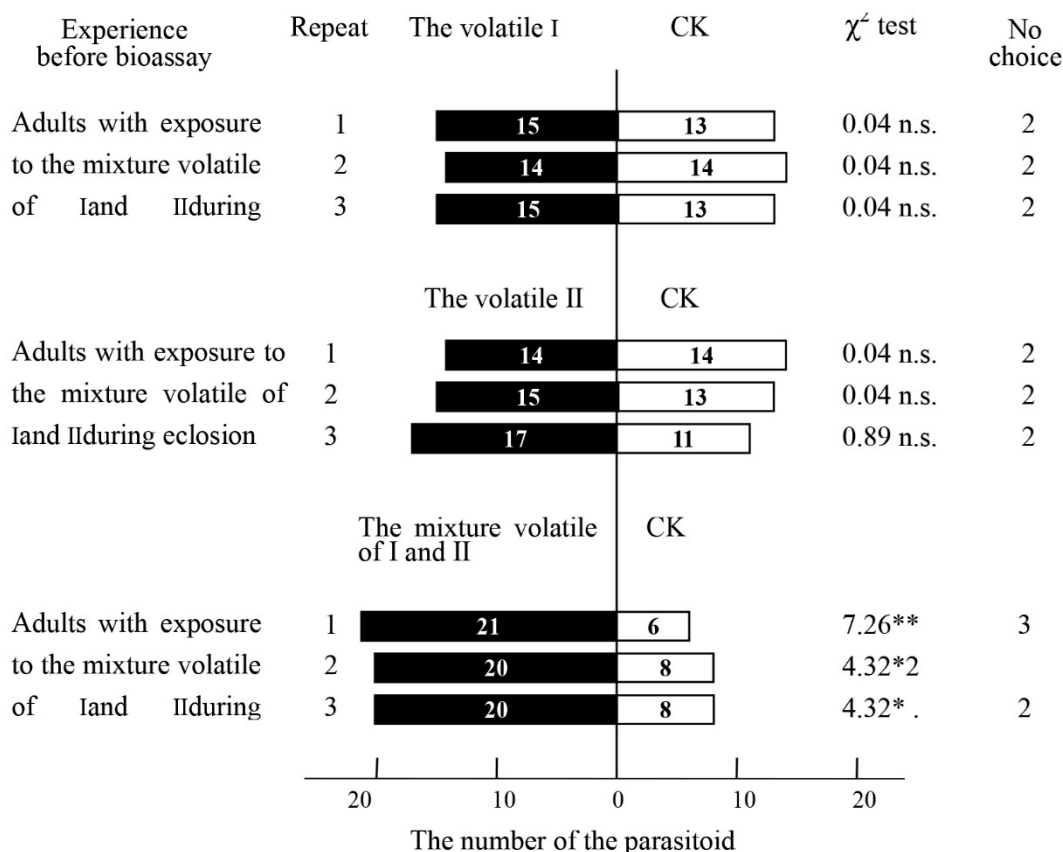 Experience before bioassay Repeat The volatile I CK χ² test No choice
Adults with exposure 1 15 13 0.04 n.s. 2
to the mixture volatile 2 14 14 0.04 n.s. 2
of Iand IIduring 3 15 13 0.04 n.s. 2
The volatile II CK
Adults with exposure to 1 14 14 0.04 n.s. 2
the mixture volatile of 2 15 13 0.04 n.s. 2
Iand IIduring eclosion 3 17 11 0.89 n.s. 2
The mixture volatile of I and II CK
Adults with exposure 1 21 6 7.26** 3
to the mixture volatile 2 20 8 4.32*2
of Iand IIduring 3 20 8 4.32* . 2
20 10 0 10 20
The number of the parasitoid